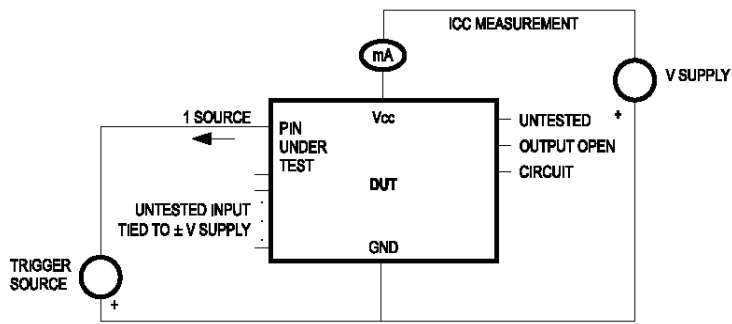 ICC MEASUREMENT
mA
V SUPPLY
+
1 SOURCE
Vcc
PIN
UNDER
TEST
UNTESTED
OUTPUT OPEN
CIRCUIT
DUT
UNTESTED INPUT
TIED TO ± V SUPPLY
GND
TRIGGER
SOURCE
+